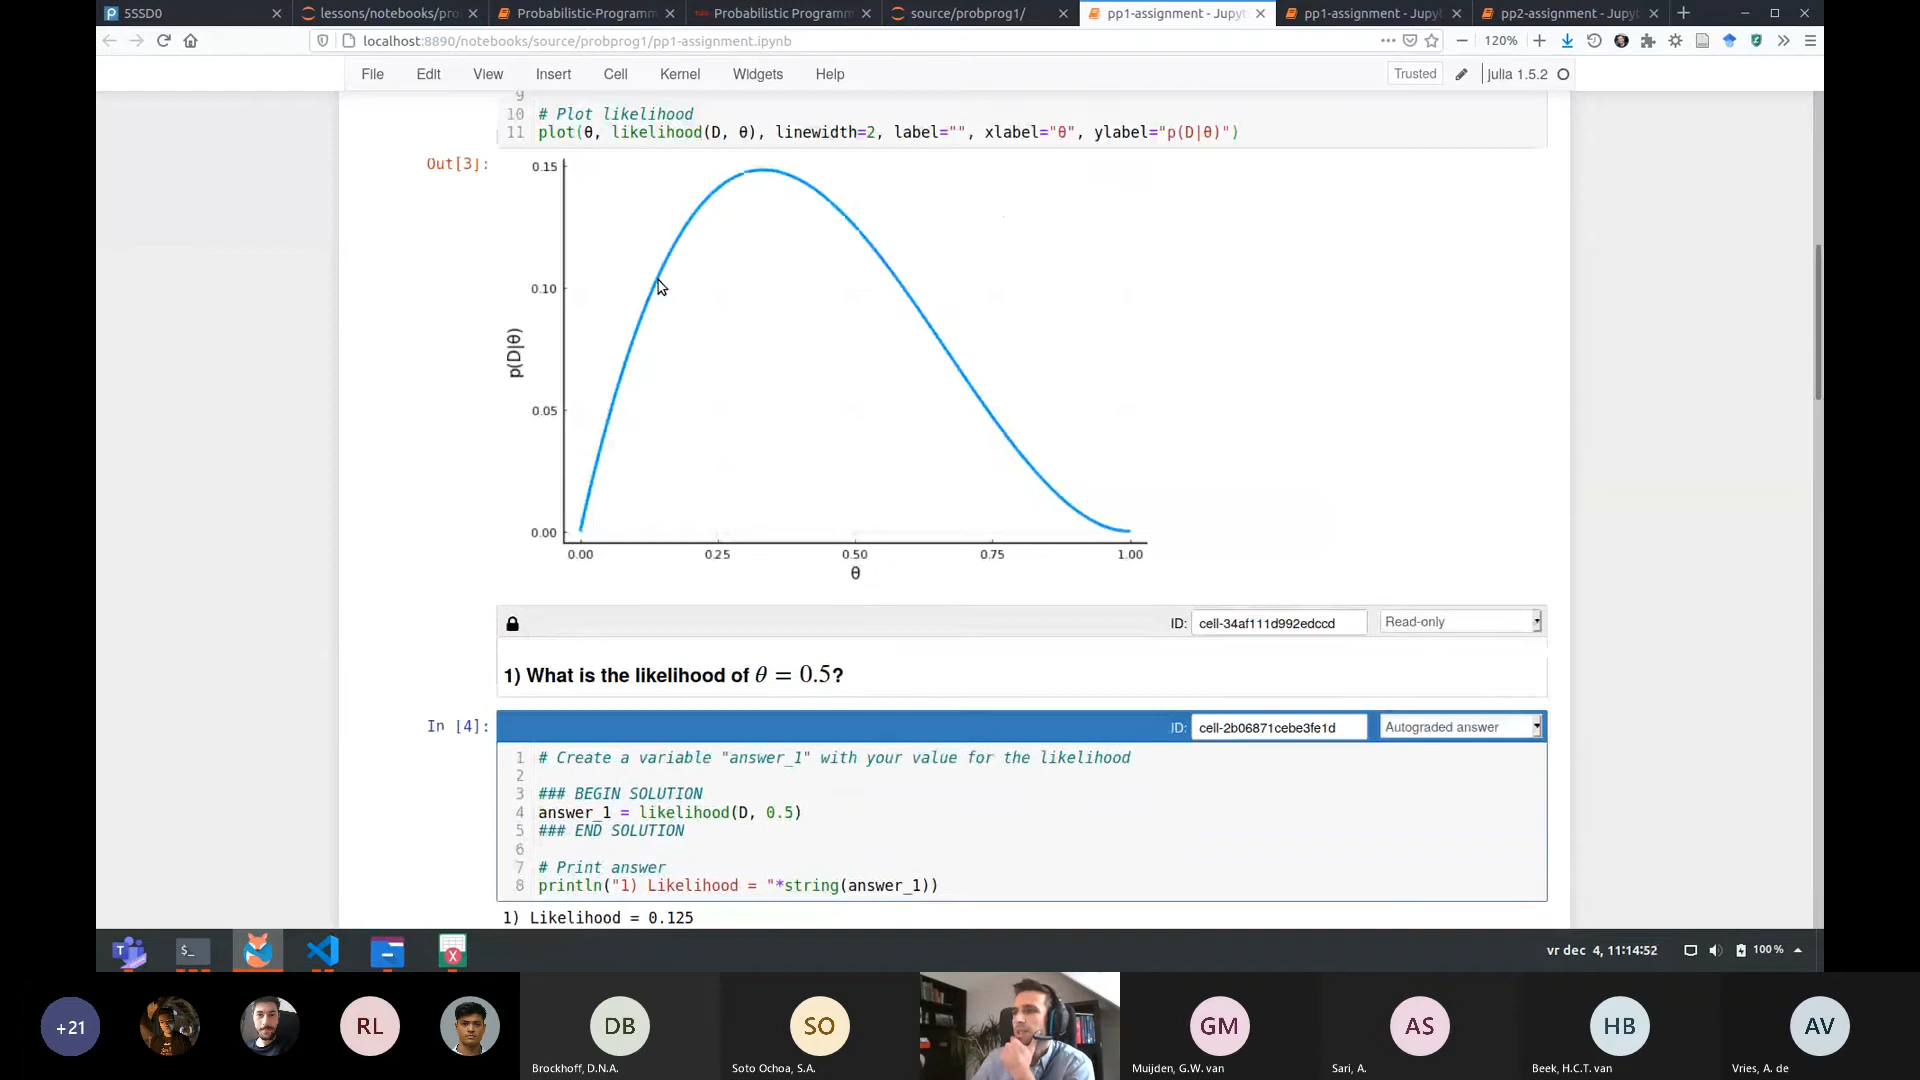 5SSD0
lessons/notebooks/pro
Probabilistic-Programm
Probabilistic Programm
source/probprog1/
pp1-assignment - Jupyt
pp1-assignment - Jupyt
pp2-assignment - Jupyt
localhost:8890/notebooks/source/probprog1/pp1-assignment.ipynb
120%
File Edit View Insert Cell Kernel Widgets Help
Trusted
julia 1.5.2
9
10 # Plot likelihood
11 plot(θ, likelihood(D, θ), linewidth=2, label="", xlabel="θ", ylabel="p(D|θ)")
Out[3]:
0.15
0.10
p(D|θ)
0.05
0.00
0.00 0.25 0.50 0.75 1.00
θ
ID: cell-34af111d992edccd Read-only
1) What is the likelihood of θ = 0.5?
In [4]:
ID: cell-2b06871cebe3fe1d Autograded answer
1 # Create a variable "answer_1" with your value for the likelihood
2
3 ### BEGIN SOLUTION
4 answer_1 = likelihood(D, 0.5)
5 ### END SOLUTION
6
7 # Print answer
8 println("1) Likelihood = "*string(answer_1))
1) Likelihood = 0.125
vr dec 4, 11:14:52
100 %
+21
RL
DB
SO
GM
AS
HB
AV
Brockhoff, D.N.A.
Soto Ochoa, S.A.
Muijden, G.W. van
Sari, A.
Beek, H.C.T. van
Vries, A. de